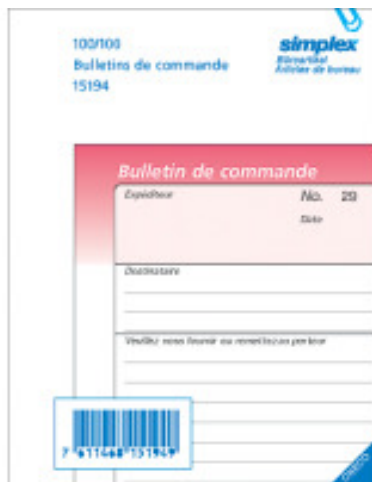 100/100
Bulletins de commande
15194
simplex
Büroartikel
Articles de bureau
Bulletin de commande
Expéditeur
No. 29
Date
Destinataire
Veuillez nous fournir ou remettez au porteur
7 611468 151949